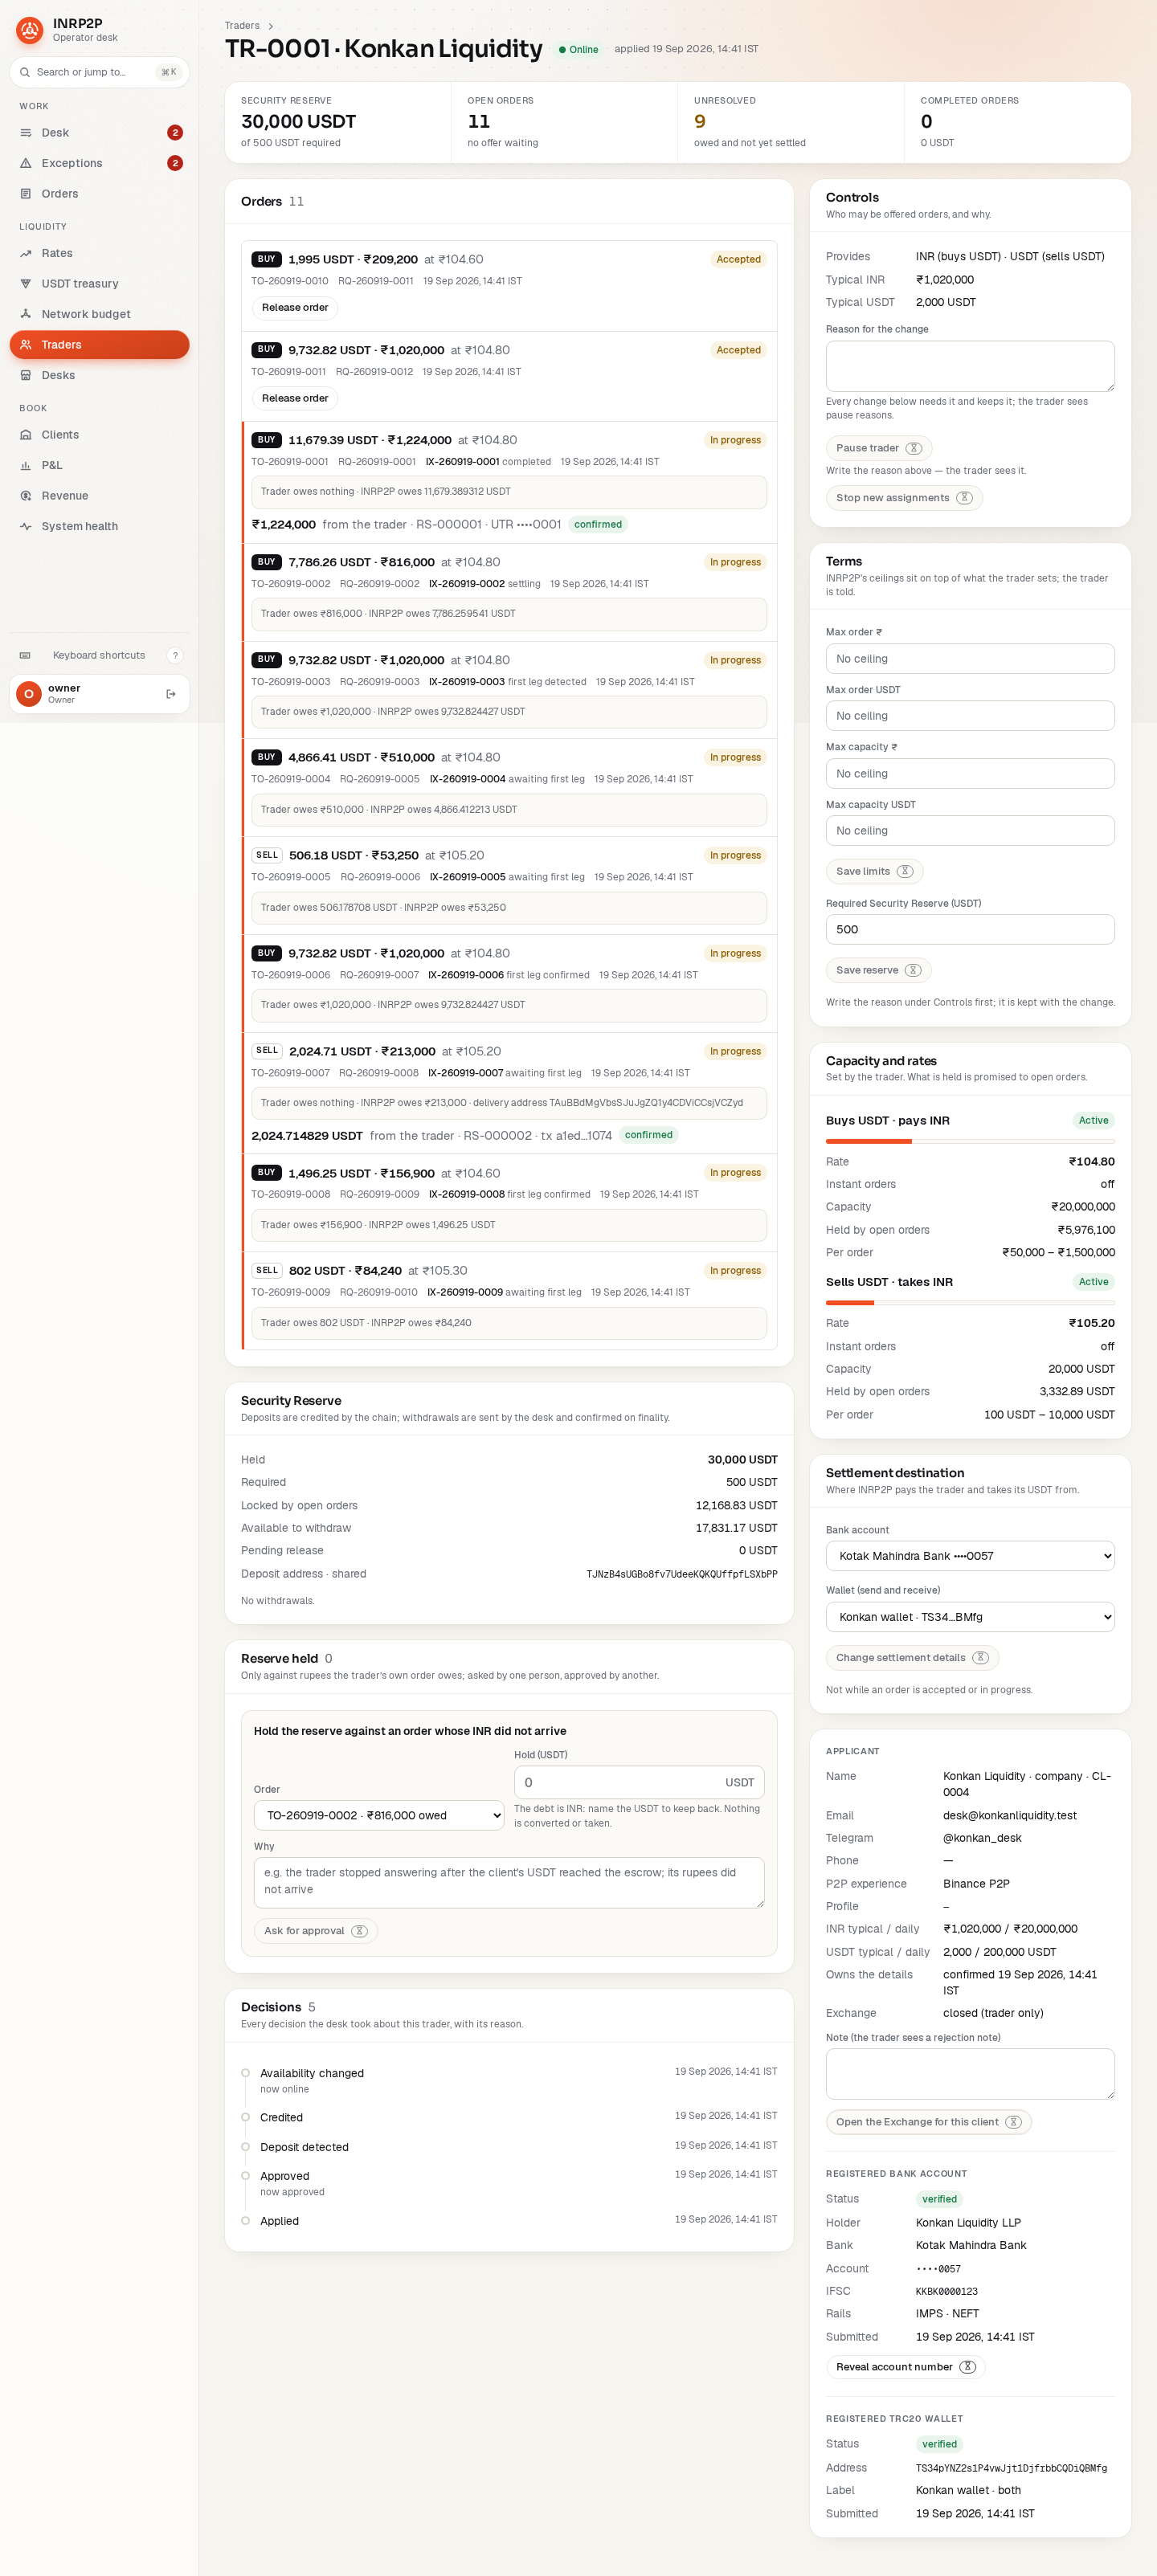 INRP2P
Operator desk
Search or jump to...
⌘K
WORK
Desk 2
Exceptions 2
Orders
LIQUIDITY
Rates
USDT treasury
Network budget
Traders
Desks
BOOK
Clients
P&L
Revenue
System health
Keyboard shortcuts ?
O
owner
Owner
Traders
TR-0001 · Konkan Liquidity Online applied 19 Sep 2026, 14:41 IST
SECURITY RESERVE
30,000 USDT
of 500 USDT required
OPEN ORDERS
11
no offer waiting
UNRESOLVED
9
owed and not yet settled
COMPLETED ORDERS
0
0 USDT
Orders 11
BUY 1,995 USDT · ₹209,200 at ₹104.60 Accepted
TO-260919-0010 RQ-260919-0011 19 Sep 2026, 14:41 IST
Release order
BUY 9,732.82 USDT · ₹1,020,000 at ₹104.80 Accepted
TO-260919-0011 RQ-260919-0012 19 Sep 2026, 14:41 IST
Release order
BUY 11,679.39 USDT · ₹1,224,000 at ₹104.80 In progress
TO-260919-0001 RQ-260919-0001 IX-260919-0001 completed 19 Sep 2026, 14:41 IST
Trader owes nothing · INRP2P owes 11,679.389312 USDT
₹1,224,000 from the trader · RS-000001 · UTR ••••0001 confirmed
BUY 7,786.26 USDT · ₹816,000 at ₹104.80 In progress
TO-260919-0002 RQ-260919-0002 IX-260919-0002 settling 19 Sep 2026, 14:41 IST
Trader owes ₹816,000 · INRP2P owes 7,786.259541 USDT
BUY 9,732.82 USDT · ₹1,020,000 at ₹104.80 In progress
TO-260919-0003 RQ-260919-0003 IX-260919-0003 first leg detected 19 Sep 2026, 14:41 IST
Trader owes ₹1,020,000 · INRP2P owes 9,732.824427 USDT
BUY 4,866.41 USDT · ₹510,000 at ₹104.80 In progress
TO-260919-0004 RQ-260919-0005 IX-260919-0004 awaiting first leg 19 Sep 2026, 14:41 IST
Trader owes ₹510,000 · INRP2P owes 4,866.412213 USDT
SELL 506.18 USDT · ₹53,250 at ₹105.20 In progress
TO-260919-0005 RQ-260919-0006 IX-260919-0005 awaiting first leg 19 Sep 2026, 14:41 IST
Trader owes 506.178708 USDT · INRP2P owes ₹53,250
BUY 9,732.82 USDT · ₹1,020,000 at ₹104.80 In progress
TO-260919-0006 RQ-260919-0007 IX-260919-0006 first leg confirmed 19 Sep 2026, 14:41 IST
Trader owes ₹1,020,000 · INRP2P owes 9,732.824427 USDT
SELL 2,024.71 USDT · ₹213,000 at ₹105.20 In progress
TO-260919-0007 RQ-260919-0008 IX-260919-0007 awaiting first leg 19 Sep 2026, 14:41 IST
Trader owes nothing · INRP2P owes ₹213,000 · delivery address TAuBBdMgVbsSJuJgZQ1y4CDViCCsjVCZyd
2,024.714829 USDT from the trader · RS-000002 · tx a1ed...1074 confirmed
BUY 1,496.25 USDT · ₹156,900 at ₹104.60 In progress
TO-260919-0008 RQ-260919-0009 IX-260919-0008 first leg confirmed 19 Sep 2026, 14:41 IST
Trader owes ₹156,900 · INRP2P owes 1,496.25 USDT
SELL 802 USDT · ₹84,240 at ₹105.30 In progress
TO-260919-0009 RQ-260919-0010 IX-260919-0009 awaiting first leg 19 Sep 2026, 14:41 IST
Trader owes 802 USDT · INRP2P owes ₹84,240
Security Reserve
Deposits are credited by the chain; withdrawals are sent by the desk and confirmed on finality.
Held 30,000 USDT
Required 500 USDT
Locked by open orders 12,168.83 USDT
Available to withdraw 17,831.17 USDT
Pending release 0 USDT
Deposit address · shared TJNzB4sUGBo8fv7UdeeKQKQUffpfLSXbPP
No withdrawals.
Reserve held 0
Only against rupees the trader's own order owes; asked by one person, approved by another.
Hold the reserve against an order whose INR did not arrive
Order
TO-260919-0002 · ₹816,000 owed
Hold (USDT)
0 USDT
The debt is INR: name the USDT to keep back. Nothing
is converted or taken.
Why
e.g. the trader stopped answering after the client's USDT reached the escrow; its rupees did
not arrive
Ask for approval
Decisions 5
Every decision the desk took about this trader, with its reason.
Availability changed 19 Sep 2026, 14:41 IST
now online
Credited 19 Sep 2026, 14:41 IST
Deposit detected 19 Sep 2026, 14:41 IST
Approved 19 Sep 2026, 14:41 IST
now approved
Applied 19 Sep 2026, 14:41 IST
Controls
Who may be offered orders, and why.
Provides INR (buys USDT) · USDT (sells USDT)
Typical INR ₹1,020,000
Typical USDT 2,000 USDT
Reason for the change
Every change below needs it and keeps it; the trader sees
pause reasons.
Pause trader
Write the reason above — the trader sees it.
Stop new assignments
Terms
INRP2P's ceilings sit on top of what the trader sets; the trader
is told.
Max order ₹
No ceiling
Max order USDT
No ceiling
Max capacity ₹
No ceiling
Max capacity USDT
No ceiling
Save limits
Required Security Reserve (USDT)
500
Save reserve
Write the reason under Controls first; it is kept with the change.
Capacity and rates
Set by the trader. What is held is promised to open orders.
Buys USDT · pays INR Active
Rate ₹104.80
Instant orders off
Capacity ₹20,000,000
Held by open orders ₹5,976,100
Per order ₹50,000 – ₹1,500,000
Sells USDT · takes INR Active
Rate ₹105.20
Instant orders off
Capacity 20,000 USDT
Held by open orders 3,332.89 USDT
Per order 100 USDT – 10,000 USDT
Settlement destination
Where INRP2P pays the trader and takes its USDT from.
Bank account
Kotak Mahindra Bank ••••0057
Wallet (send and receive)
Konkan wallet · TS34...BMfg
Change settlement details
Not while an order is accepted or in progress.
APPLICANT
Name Konkan Liquidity · company · CL-
0004
Email desk@konkanliquidity.test
Telegram @konkan_desk
Phone —
P2P experience Binance P2P
Profile –
INR typical / daily ₹1,020,000 / ₹20,000,000
USDT typical / daily 2,000 / 200,000 USDT
Owns the details confirmed 19 Sep 2026, 14:41
IST
Exchange closed (trader only)
Note (the trader sees a rejection note)
Open the Exchange for this client
REGISTERED BANK ACCOUNT
Status verified
Holder Konkan Liquidity LLP
Bank Kotak Mahindra Bank
Account ••••0057
IFSC KKBK0000123
Rails IMPS · NEFT
Submitted 19 Sep 2026, 14:41 IST
Reveal account number
REGISTERED TRC20 WALLET
Status verified
Address TS34pYNZ2s1P4vwJjt1DjfrbbCQDiQBMfg
Label Konkan wallet · both
Submitted 19 Sep 2026, 14:41 IST